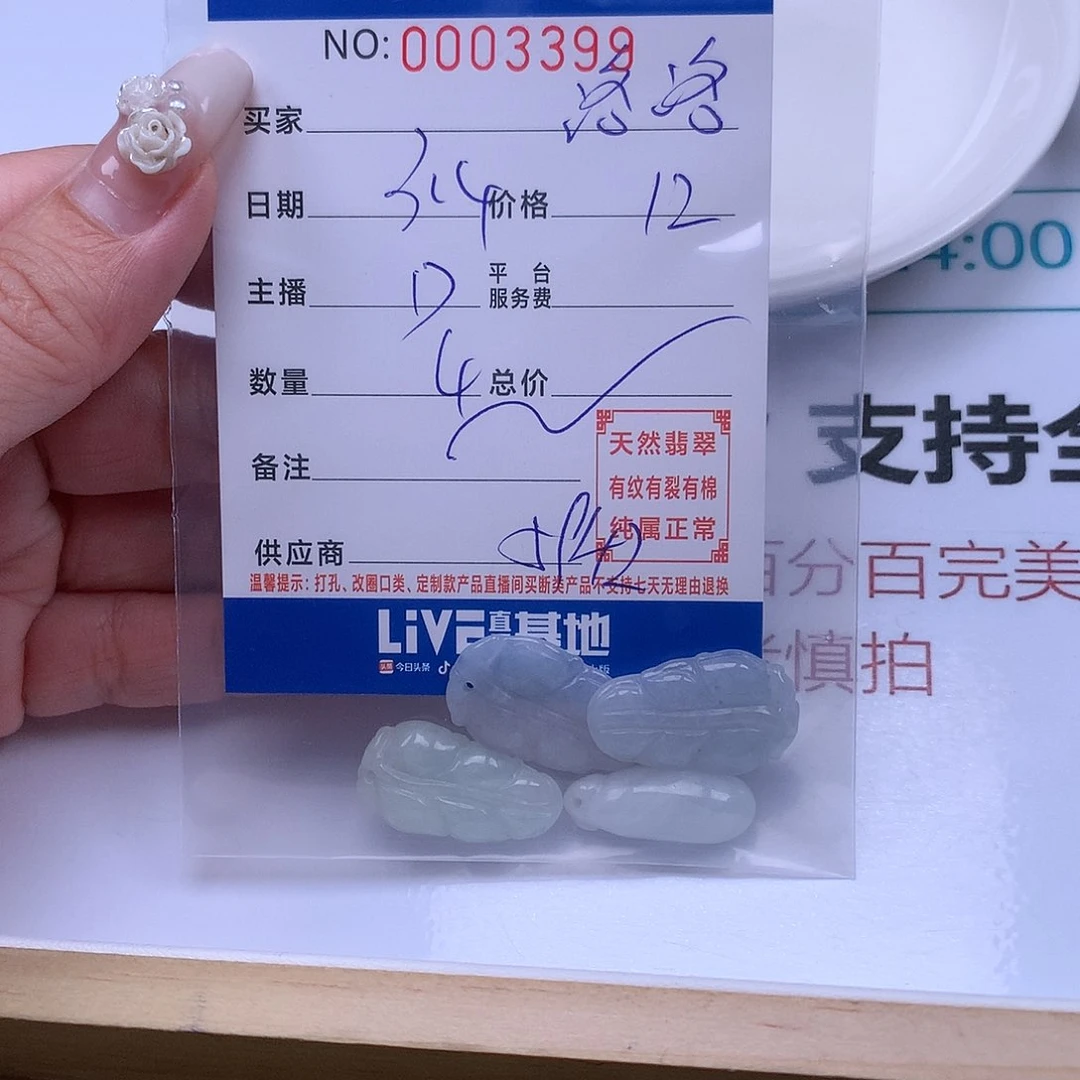 NO: 0003399
买家 洛洛
日期 3.14 价格 12
主播 D 平台服务费
数量 4 总价
备注
天然翡翠
有纹有裂有棉
纯属正常
供应商
温馨提示：打孔、改圈口类、定制款产品直播间买断类产品不支持七天无理由退换
LiVE直 基地
今日头条
4:00
支持全
百分百完美
慎拍